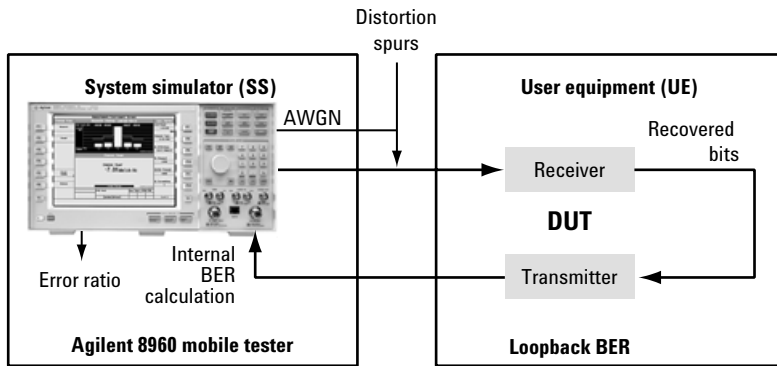 Distortion
spurs
System simulator (SS)
User equipment (UE)
AWGN
Recovered
bits
Receiver
DUT
Internal
BER
calculation
Error ratio
Transmitter
Agilent 8960 mobile tester
Loopback BER